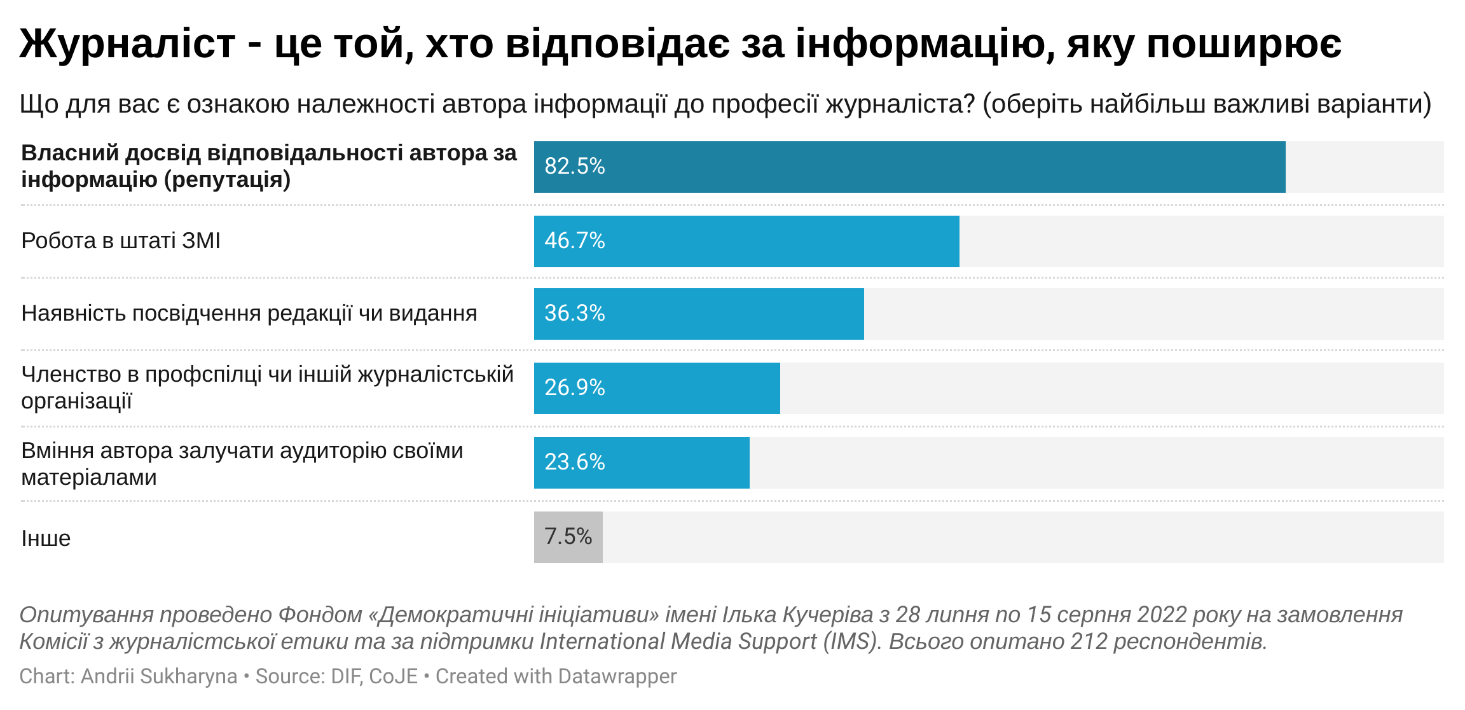 Журналіст - це той, хто відповідає за інформацію, яку поширює
Що для вас є ознакою належності автора інформації до професії журналіста? (оберіть найбільш важливі варіанти)
Власний досвід відповідальності автора за
інформацію (репутація)
82.5%
Робота в штаті ЗМІ
46.7%
Наявність посвідчення редакції чи видання
36.3%
Членство в профспілці чи іншій журналістській
організації
26.9%
Вміння автора залучати аудиторію своїми
матеріалами
23.6%
Інше
7.5%
Опитування проведено Фондом «Демократичні ініціативи» імені Ілька Кучеріва з 28 липня по 15 серпня 2022 року на замовлення
Комісії з журналістської етики та за підтримки International Media Support (IMS). Всього опитано 212 респондентів.
Chart: Andrii Sukharyna • Source: DIF, CoJE • Created with Datawrapper